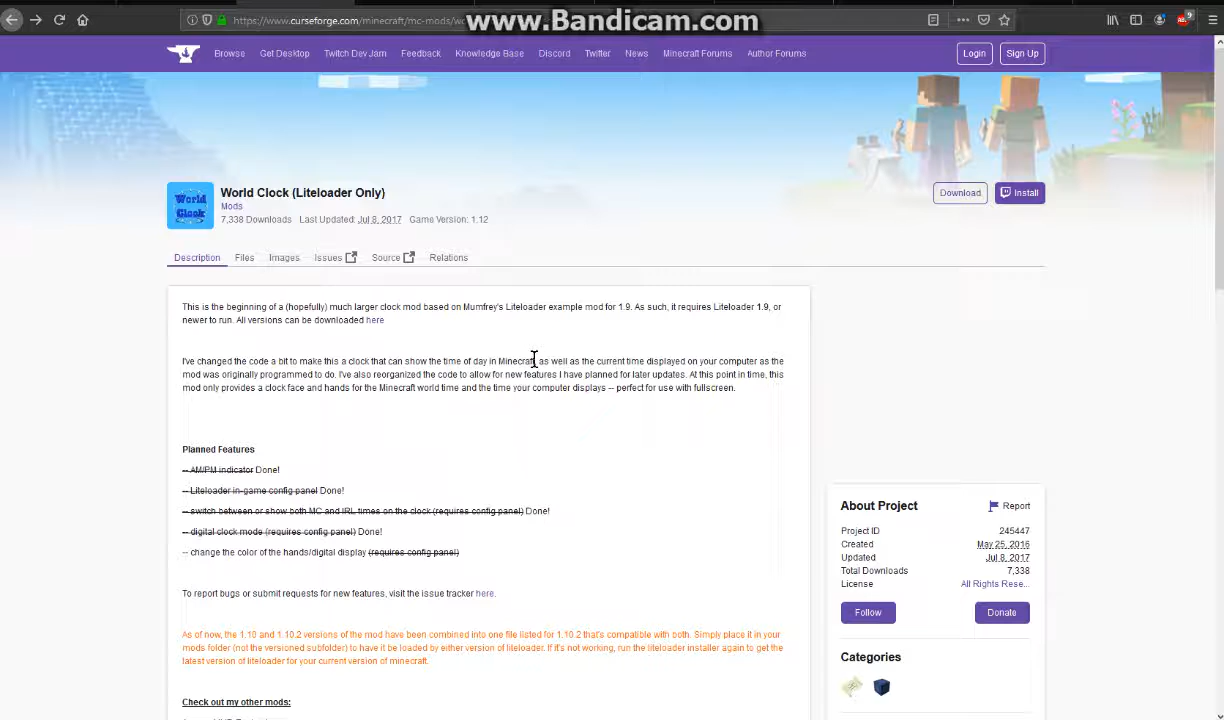 www.Bandicam.com
https://www.curseforge.com/minecraft/mc-mods/wo
9
Browse Get Desktop Twitch Dev Jam Feedback Knowledge Base Discord Twitter News Minecraft Forums Author Forums Login Sign Up
World Clock
World Clock (Liteloader Only)
Mods
7,338 Downloads Last Updated: Jul 8, 2017 Game Version: 1.12
Download Install
Description Files Images Issues Source Relations
This is the beginning of a (hopefully) much larger clock mod based on Mumfrey's Liteloader example mod for 1.9. As such, it requires Liteloader 1.9, or
newer to run. All versions can be downloaded here
I've changed the code a bit to make this a clock that can show the time of day in Minecraft, as well as the current time displayed on your computer as the
mod was originally programmed to do. I've also reorganized the code to allow for new features I have planned for later updates. At this point in time, this
mod only provides a clock face and hands for the Minecraft world time and the time your computer displays -- perfect for use with fullscreen.
Planned Features
-- AM/PM indicator Done!
-- Liteloader in-game config panel Done!
-- switch between or show both MC and IRL times on the clock (requires config panel) Done!
-- digital clock mode (requires config panel) Done!
-- change the color of the hands/digital display (requires config panel)
To report bugs or submit requests for new features, visit the issue tracker here.
As of now, the 1.10 and 1.10.2 versions of the mod have been combined into one file listed for 1.10.2 that's compatible with both. Simply place it in your
mods folder (not the versioned subfolder) to have it be loaded by either version of liteloader. If it's not working, run the liteloader installer again to get the
latest version of liteloader for your current version of minecraft.
Check out my other mods:
About Project Report
Project ID 245447
Created May 25, 2016
Updated Jul 8, 2017
Total Downloads 7,338
License All Rights Rese...
Follow Donate
Categories